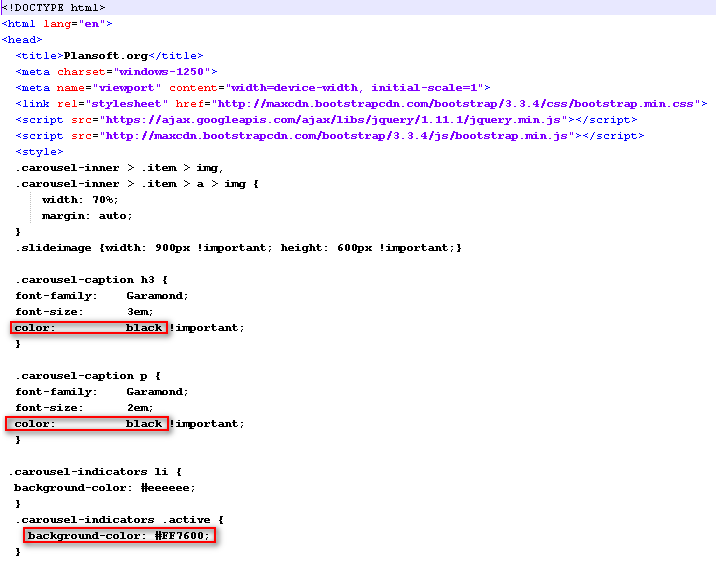 <!DOCTYPE html>
<html lang="en">
<head>
  <title>Plansoft.org</title>
  <meta charset="windows-1250">
  <meta name="viewport" content="width=device-width, initial-scale=1">
  <link rel="stylesheet" href="http://maxcdn.bootstrapcdn.com/bootstrap/3.3.4/css/bootstrap.min.css">
  <script src="https://ajax.googleapis.com/ajax/libs/jquery/1.11.1/jquery.min.js"></script>
  <script src="http://maxcdn.bootstrapcdn.com/bootstrap/3.3.4/js/bootstrap.min.js"></script>
  <style>
  .carousel-inner > .item > img,
  .carousel-inner > .item > a > img {
      width: 70%;
      margin: auto;
  }
  .slideimage {width: 900px !important; height: 600px !important;}

  .carousel-caption h3 {
  font-family:    Garamond;
  font-size:      3em;
  color:          black !important;
  }

  .carousel-caption p {
  font-family:    Garamond;
  font-size:      2em;
  color:          black !important;
  }

 .carousel-indicators li {
  background-color: #eeeeee;
  }
  .carousel-indicators .active {
    background-color: #FF7600;
  }